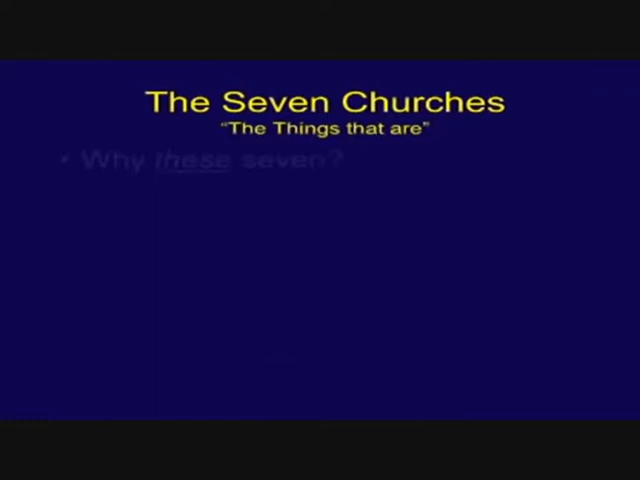 The Seven Churches
“The Things that are”
• Why these seven?